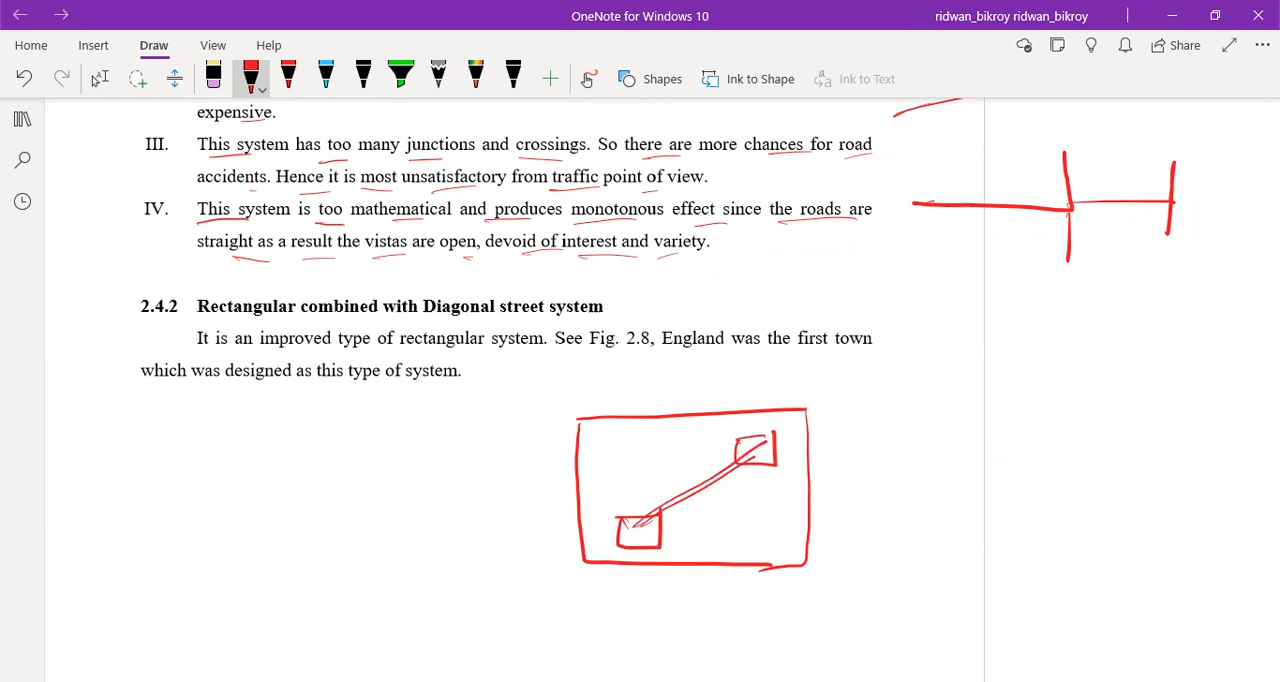 OneNote for Windows 10
ridwan_bikroy ridwan_bikroy
Home Insert Draw View Help
Share
Shapes Ink to Shape Ink to Text
expensive.
III. This system has too many junctions and crossings. So there are more chances for road
accidents. Hence it is most unsatisfactory from traffic point of view.
IV. This system is too mathematical and produces monotonous effect since the roads are
straight as a result the vistas are open, devoid of interest and variety.
2.4.2 Rectangular combined with Diagonal street system
It is an improved type of rectangular system. See Fig. 2.8, England was the first town
which was designed as this type of system.